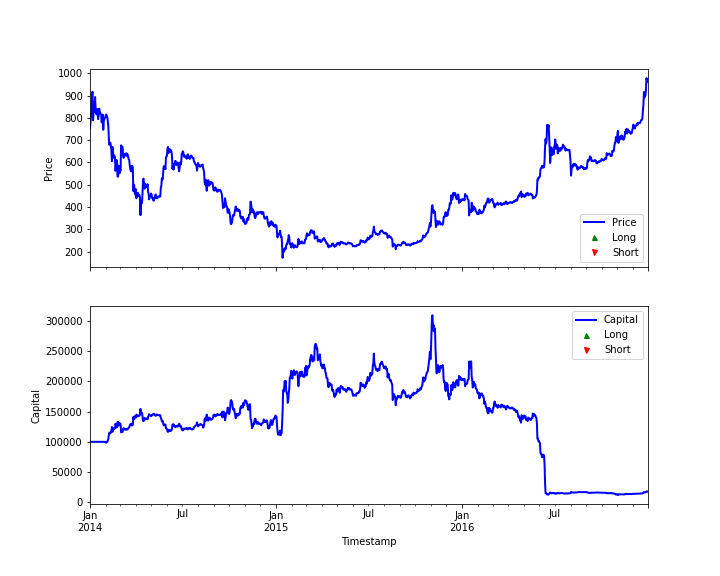 1000
900
800
700
600
500
400
300
200
Price
Price
Long
Short
300000
250000
200000
150000
100000
50000
0
Capital
Capital
Long
Short
Jan
2014
Jul
Jan
2015
Jul
Jan
2016
Jul
Timestamp